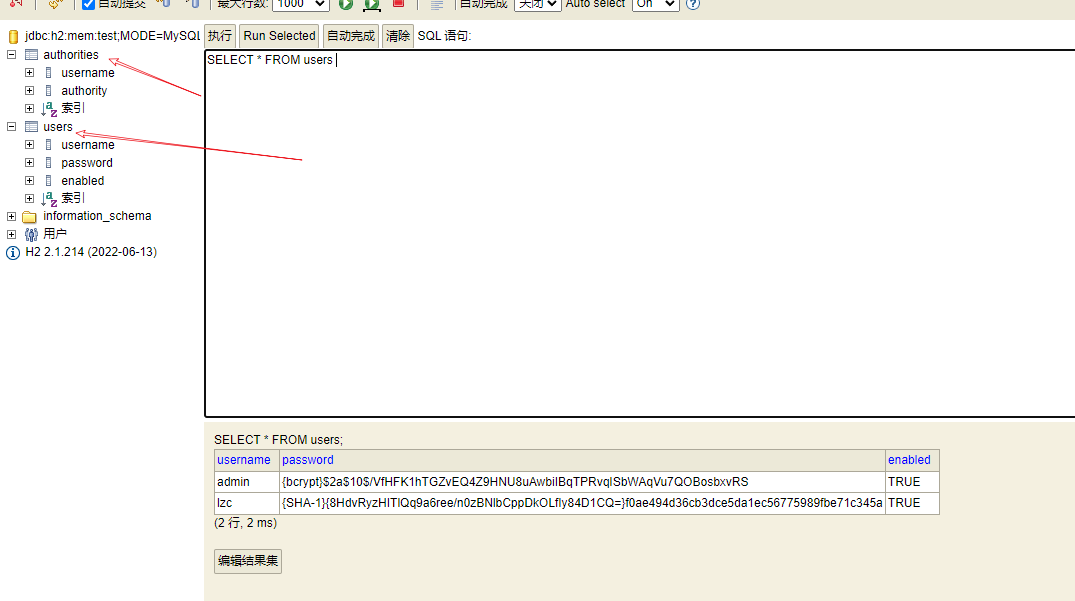 自动提交 最大行数: 1000 自动完成 关闭 Auto select On
jdbc:h2:mem:test;MODE=MySQL
authorities
username
authority
索引
users
username
password
enabled
索引
information_schema
用户
H2 2.1.214 (2022-06-13)
执行 Run Selected 自动完成 清除 SQL 语句:
SELECT * FROM users
SELECT * FROM users;
username password enabled
admin {bcrypt}$2a$10$/VfHFK1hTGZvEQ4Z9HNU8uAwbilBqTPRvqlSbWAqVu7QOBosbxvRS TRUE
lzc {SHA-1}{8HdvRyzHITlQq9a6ree/n0zBNlbCppDkOLfly84D1CQ=}f0ae494d36cb3dce5da1ec56775989fbe71c345a TRUE
(2 行, 2 ms)
编辑结果集